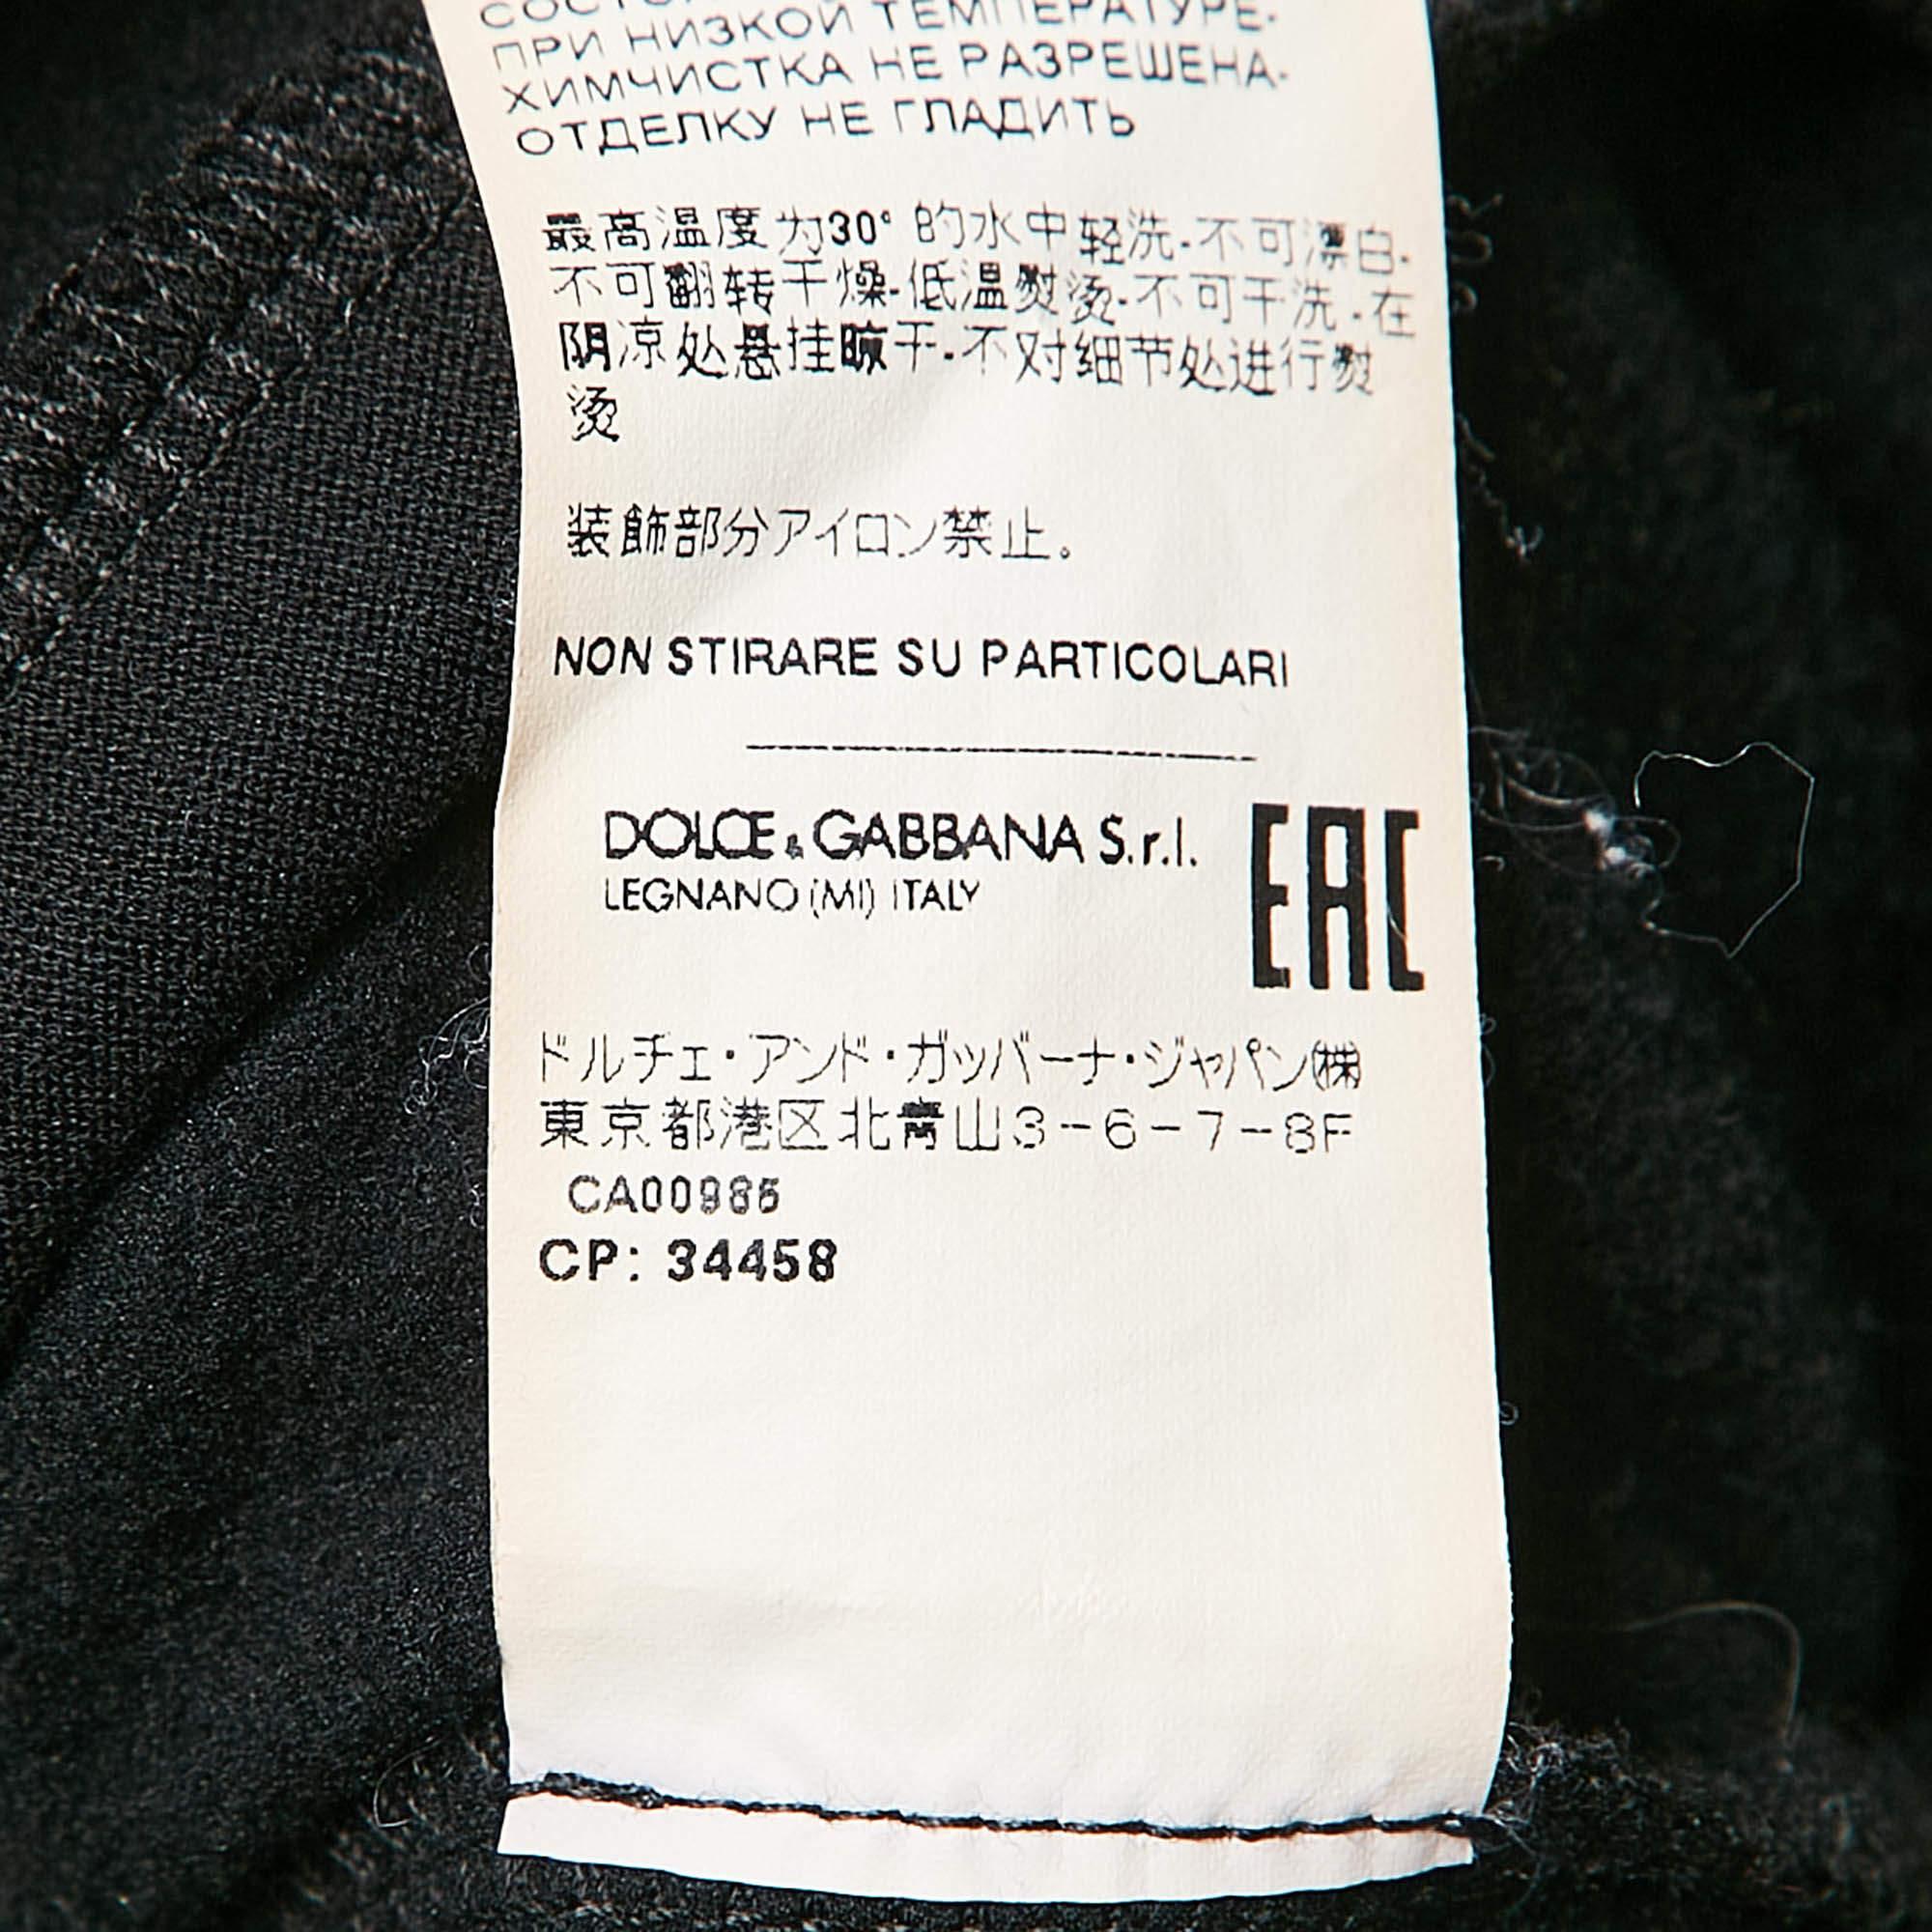 ПРИ НИЗКОЙ ТЕМПЕРАТУРЕ-
ХИМЧИСТКА НЕ РАЗРЕШЕНА-
ОТДЕЛКУ НЕ ГЛАДИТЬ
最高温度为30°的水中轻洗-不可漂白-
不可翻转干燥-低温熨烫-不可干洗-在
阴凉处悬挂晾干-不对细节处进行熨
烫
装飾部分アイロン禁止。
NON STIRARE SU PARTICOLARI
DOLCE & GABBANA S.r.l.
LEGNANO (MI) ITALY
EAC
ドルチェ・アンド・ガッバーナ・ジャパン㈱
東京都港区北青山3-6-7-8F
CA00985
CP: 34458